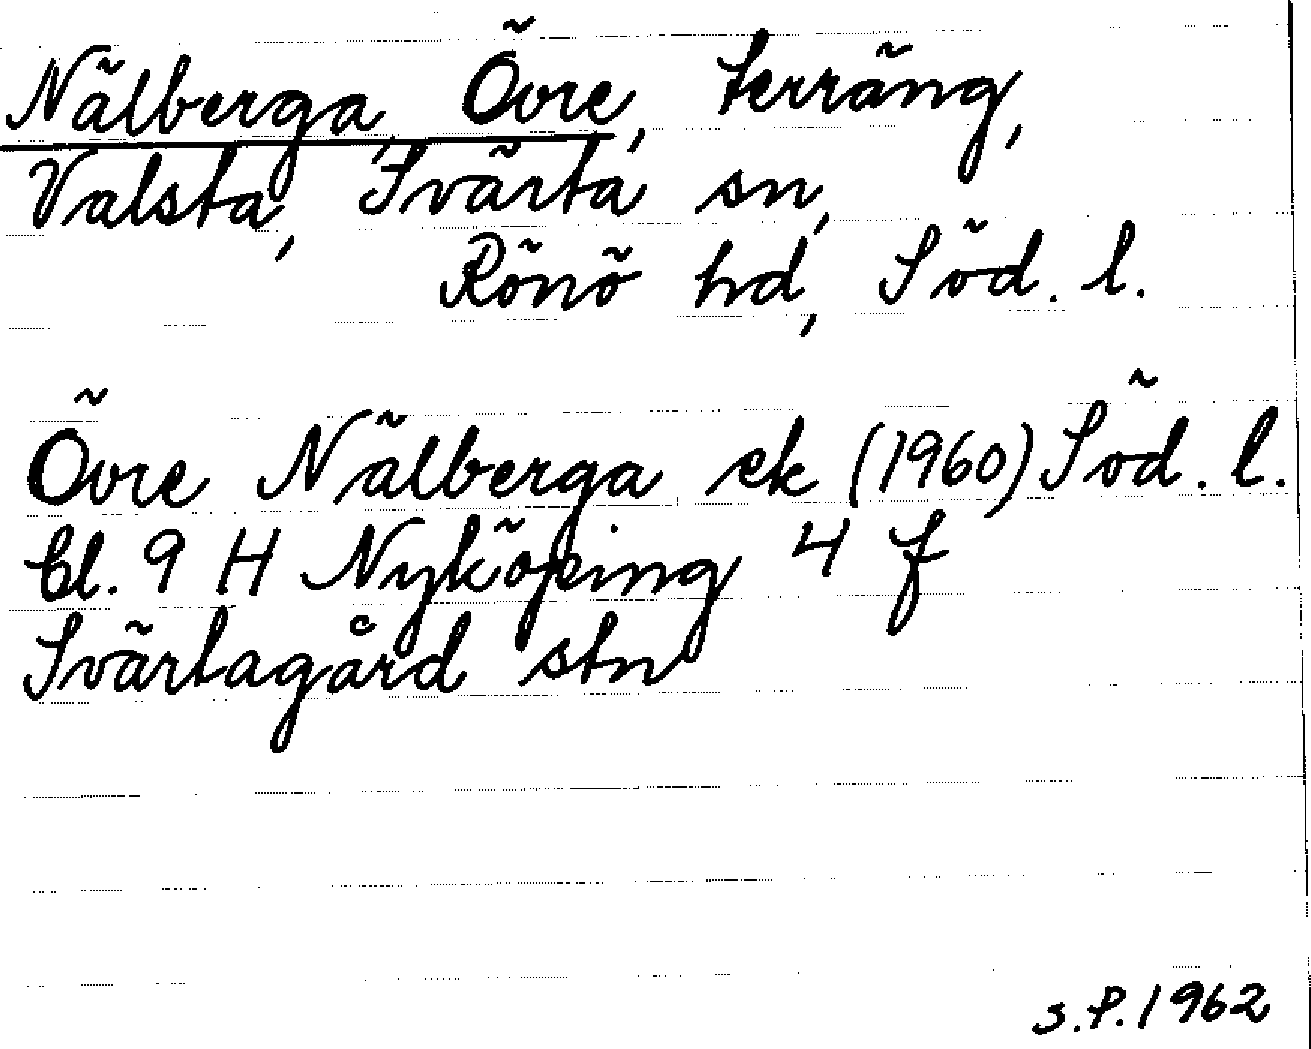 Nälberga, Övre, terräng,
Valsta, Svärta sn,
Rönö hd, Söd. l.
Övre Nälberga ek (1960) Söd. l.
bl. 9 H Nyköping 4 f
Svärtagård stn
S.P. 1962